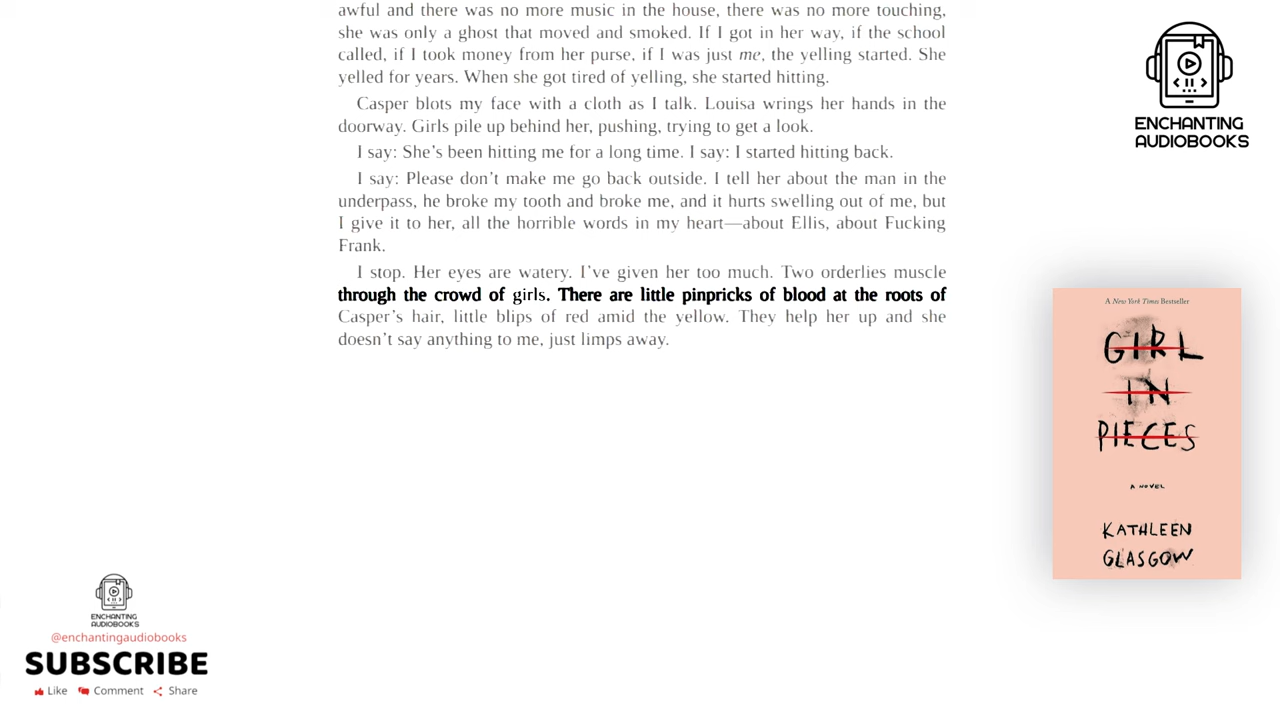 awful and there was no more music in the house, there was no more touching,
she was only a ghost that moved and smoked. If I got in her way, if the school
called, if I took money from her purse, if I was just me, the yelling started. She
yelled for years. When she got tired of yelling, she started hitting.
Casper blots my face with a cloth as I talk. Louisa wrings her hands in the
doorway. Girls pile up behind her, pushing, trying to get a look.
I say: She’s been hitting me for a long time. I say: I started hitting back.
I say: Please don’t make me go back outside. I tell her about the man in the
underpass, he broke my tooth and broke me, and it hurts swelling out of me, but
I give it to her, all the horrible words in my heart—about Ellis, about Fucking
Frank.
I stop. Her eyes are watery. I’ve given her too much. Two orderlies muscle
through the crowd of girls. There are little pinpricks of blood at the roots of
Casper’s hair, little blips of red amid the yellow. They help her up and she
doesn’t say anything to me, just limps away.
ENCHANTING
AUDIOBOOKS
A New York Times Bestseller
GIRL
IN
PIECES
A NOVEL
KATHLEEN
GLASGOW
ENCHANTING
AUDIOBOOKS
@enchantingaudiobooks
SUBSCRIBE
Like Comment Share